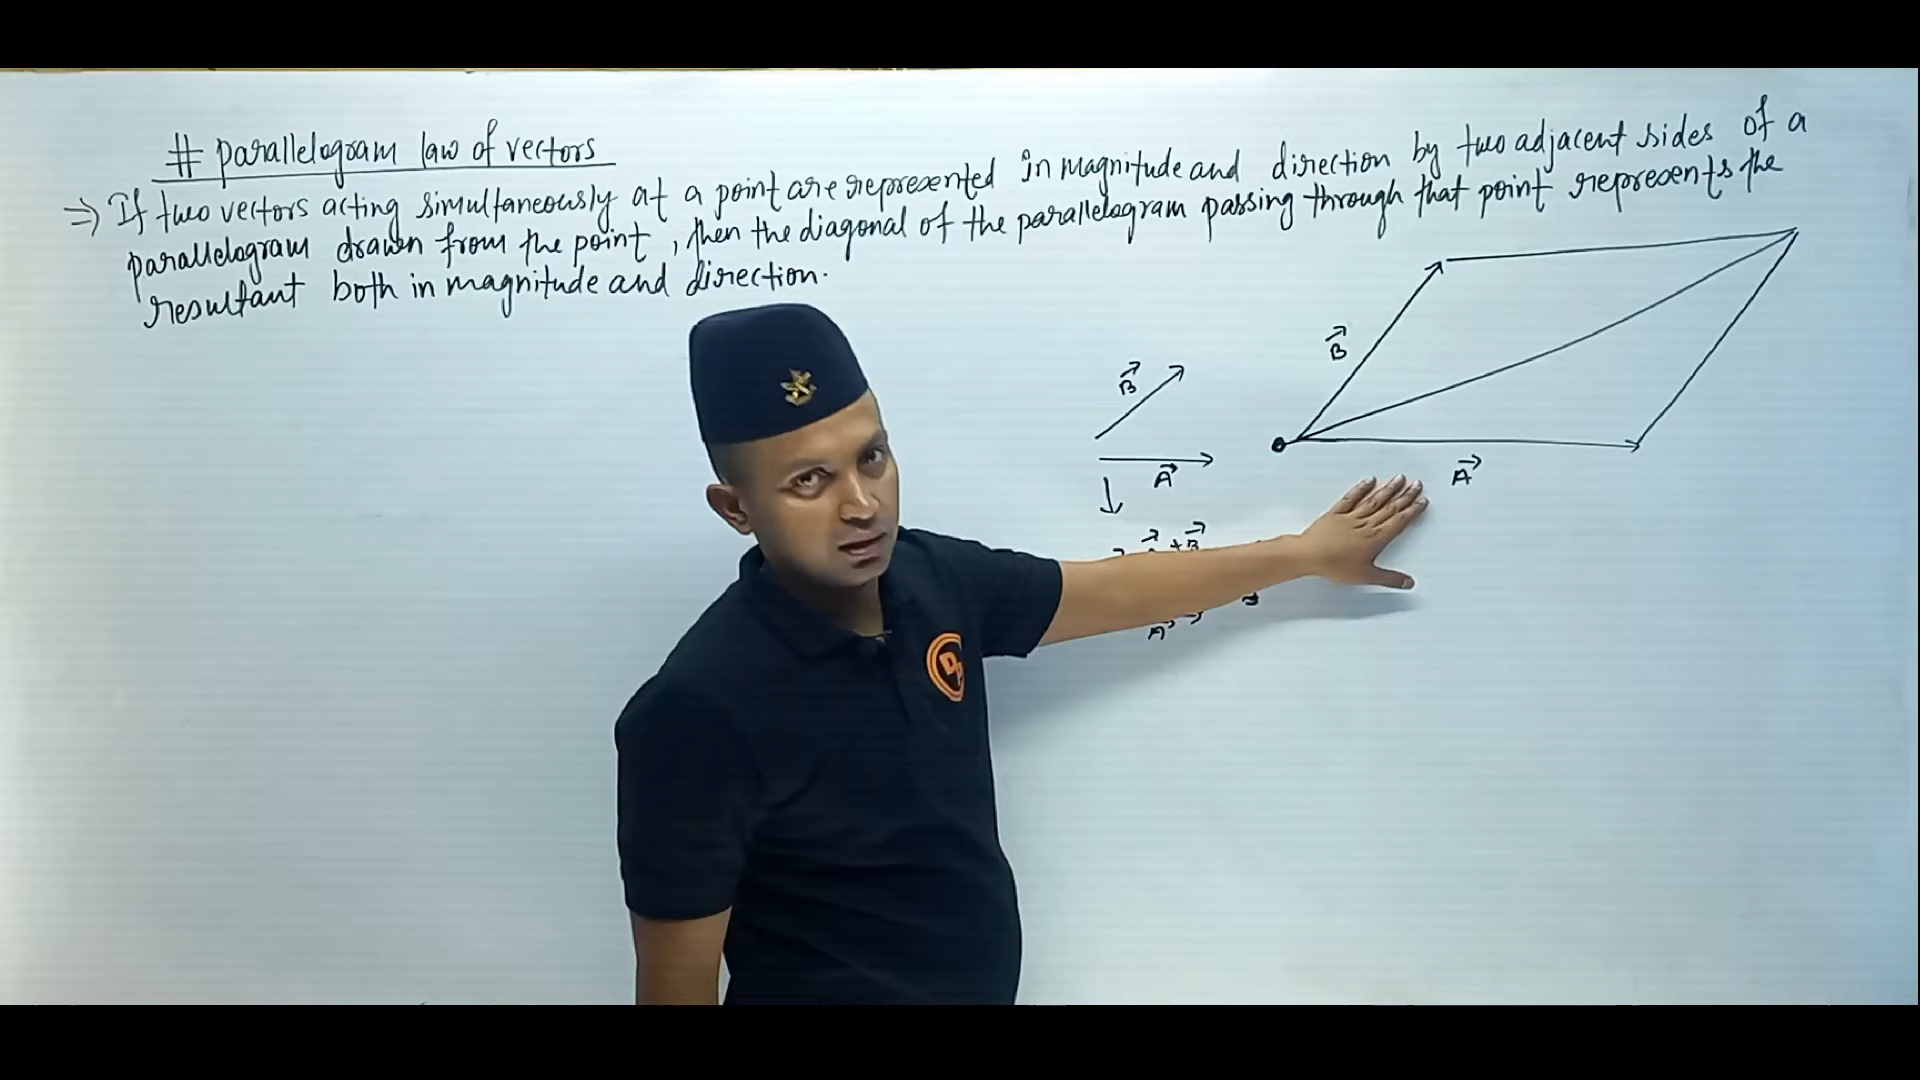 # parallelogram law of vectors
⇒ If two vectors acting simultaneously at a point are represented in magnitude and direction by two adjacent sides of a
parallelogram drawn from the point, then the diagonal of the parallelogram passing through that point represents the
resultant both in magnitude and direction.
B⃗
B⃗
A⃗
A⃗
+B⃗
A⃗